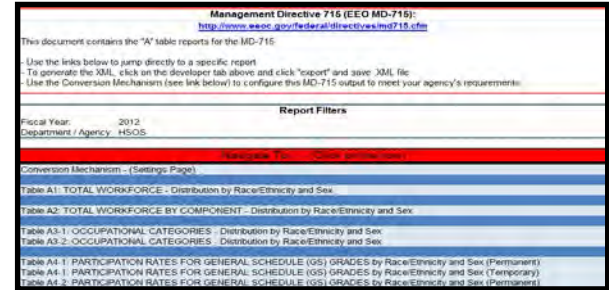 Management Directive 715 (EEO MD-715):
http://www.eeoc.gov/federal/directives/md715.cfm
This document contains the "A" table reports for the MD-715
- Use the links below to jump directly to a specific report
- To generate the XML, click on the developer tab above and click "export" and save .XML file
- Use the Conversion Mechanism (see link below) to configure this MD-715 output to meet your agency's requirements
Report Filters
Fiscal Year: 2012
Department / Agency: HSOS
Navigate To:
Conversion Mechanism - (Settings Page)
Table A1: TOTAL WORKFORCE - Distribution by Race/Ethnicity and Sex
Table A2: TOTAL WORKFORCE BY COMPONENT - Distribution by Race/Ethnicity and Sex
Table A3-1: OCCUPATIONAL CATEGORIES - Distribution by Race/Ethnicity and Sex
Table A3-2: OCCUPATIONAL CATEGORIES - Distribution by Race/Ethnicity and Sex
Table A4-1: PARTICIPATION RATES FOR GENERAL SCHEDULE (GS) GRADES by Race/Ethnicity and Sex (Permanent)
Table A4-1: PARTICIPATION RATES FOR GENERAL SCHEDULE (GS) GRADES by Race/Ethnicity and Sex (Temporary)
Table A4-2: PARTICIPATION RATES FOR GENERAL SCHEDULE (GS) GRADES by Race/Ethnicity and Sex (Permanent)